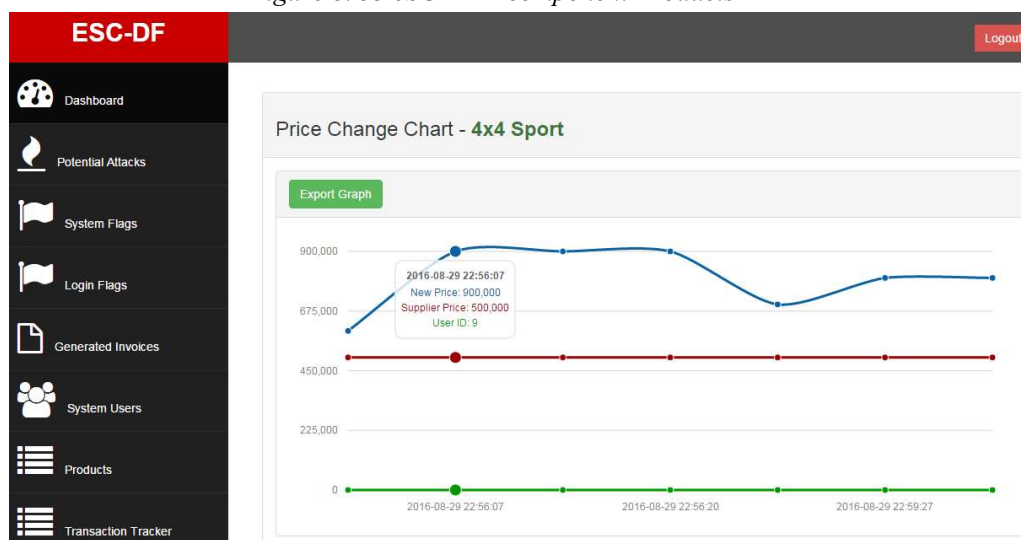 ESC-DF
Logout
Dashboard
Potential Attacks
System Flags
Login Flags
Generated Invoices
System Users
Products
Transaction Tracker
Price Change Chart - 4x4 Sport
Export Graph
900,000
675,000
450,000
225,000
0
2016-08-29 22:56:07
New Price: 900,000
Supplier Price: 500,000
User ID: 9
2016-08-29 22:56:07
2016-08-29 22:56:20
2016-08-29 22:59:27